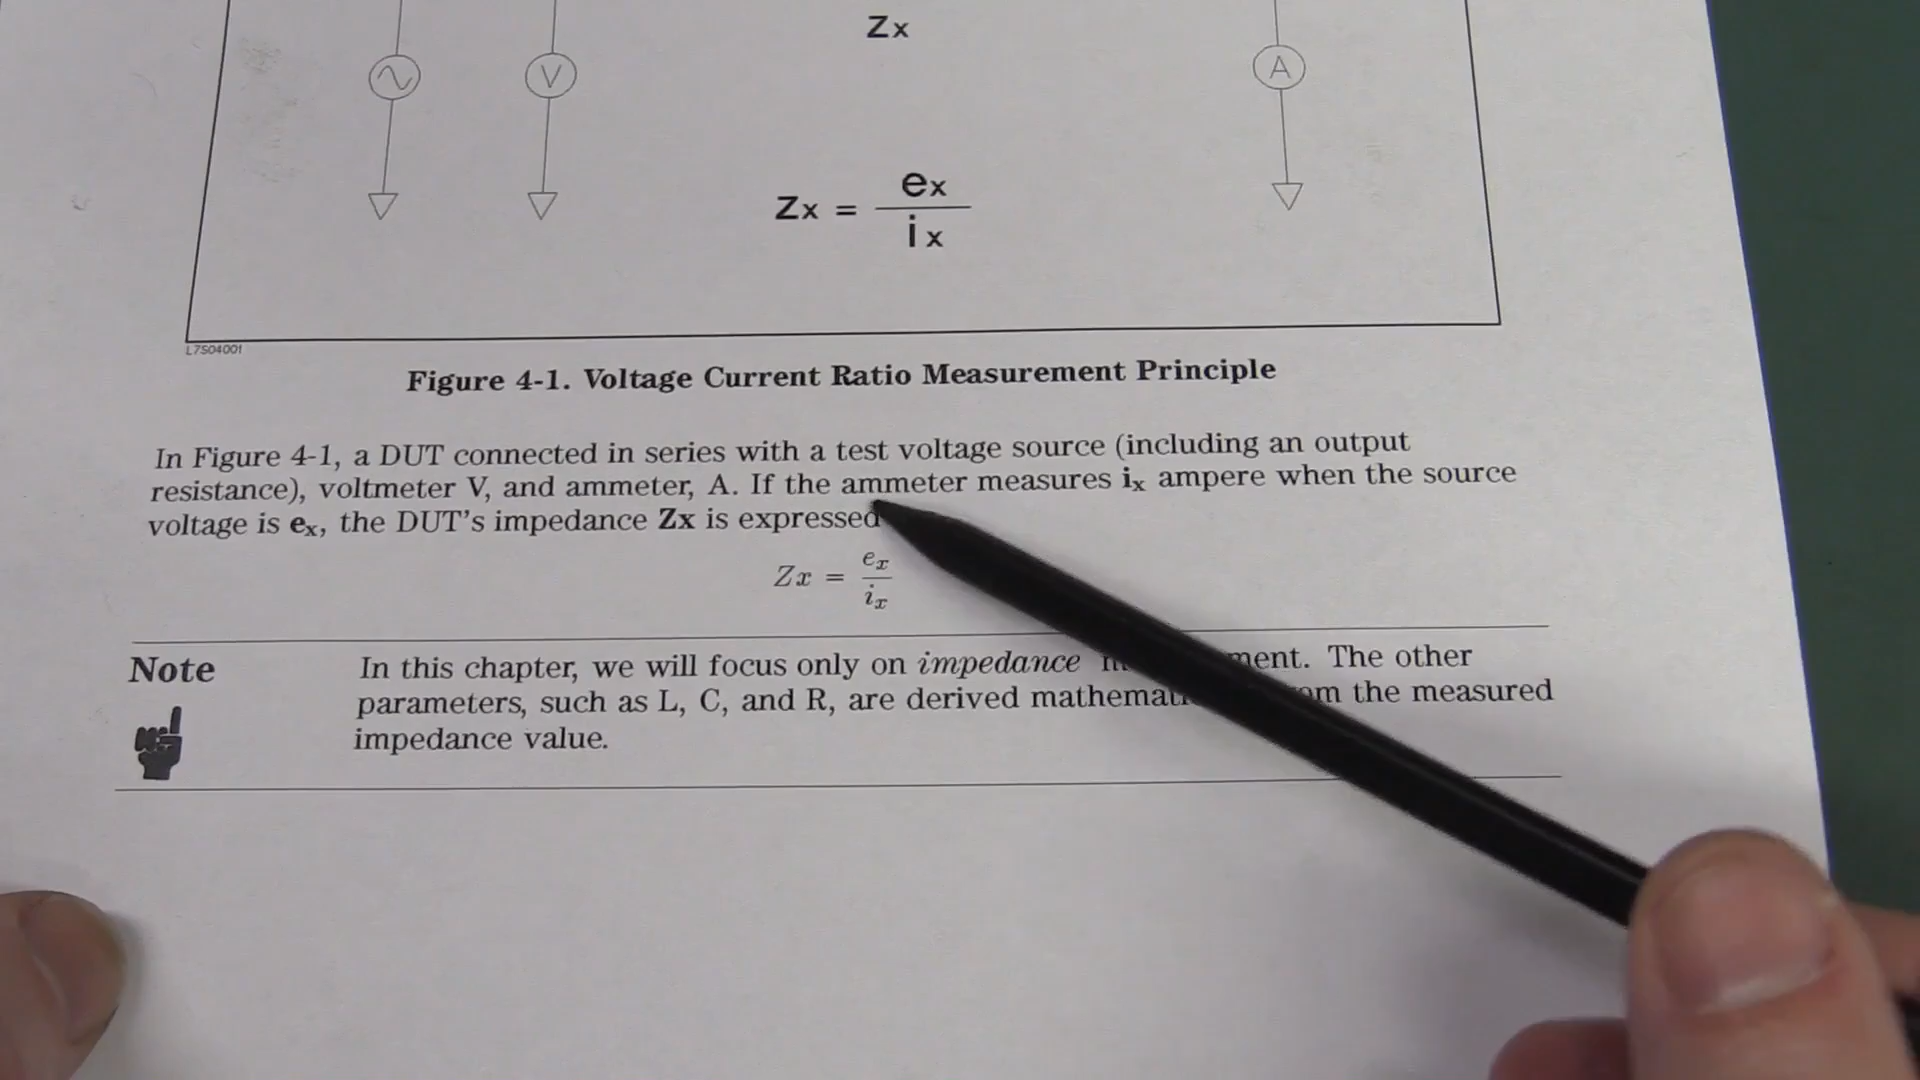 Zx
V
A
Zx = ex
ix
L7S04001
Figure 4-1. Voltage Current Ratio Measurement Principle
In Figure 4-1, a DUT connected in series with a test voltage source (including an output
resistance), voltmeter V, and ammeter, A. If the ammeter measures ix ampere when the source
voltage is ex, the DUT's impedance Zx is expressed
Zx = ex
ix
Note
In this chapter, we will focus only on impedance The other
parameters, such as L, C, and R, are derived the measured
impedance value.